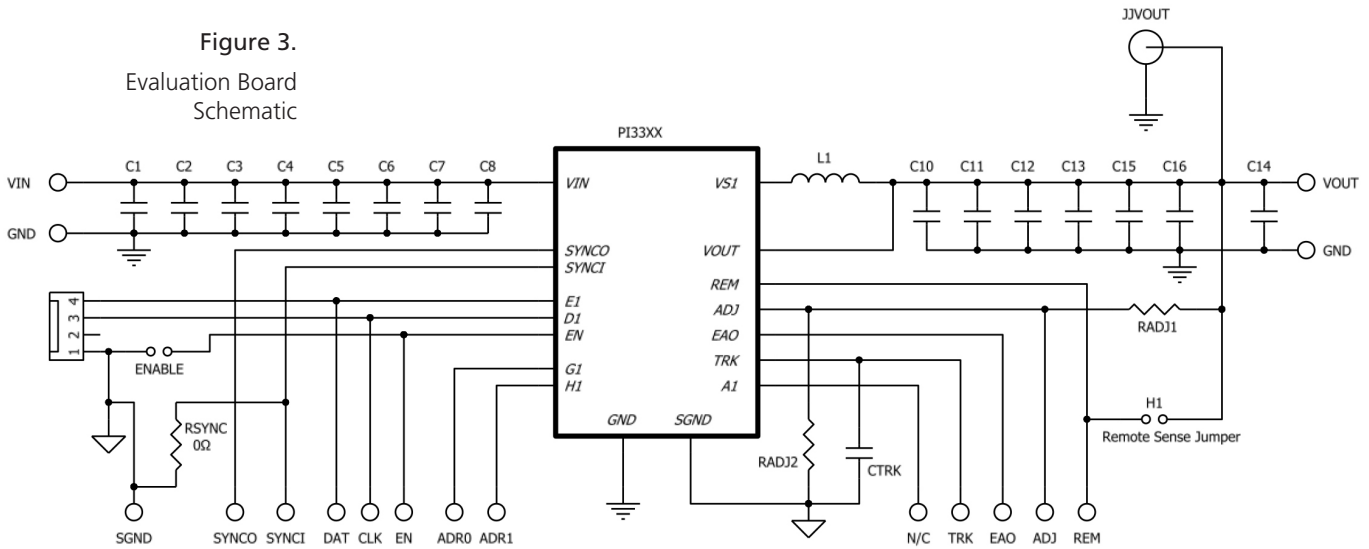 Figure 3.
Evaluation Board
Schematic
JJVOUT
PI33XX
C1 C2 C3 C4 C5 C6 C7 C8
L1
C10 C11 C12 C13 C15 C16 C14
VIN
VIN
VS1
VOUT
GND
SYNCO
SYNCI
VOUT
GND
REM
4
3
2
1
E1
D1
EN
ADJ
EAO
RADJ1
ENABLE
G1
H1
TRK
A1
RSYNC
0Ω
GND
SGND
H1
Remote Sense Jumper
RADJ2
CTRK
SGND SYNCO SYNCI DAT CLK EN ADR0 ADR1
N/C TRK EAO ADJ REM